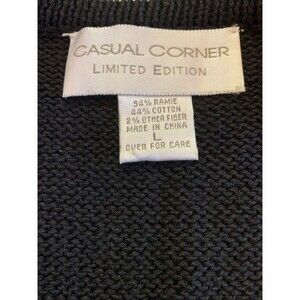 CASUAL CORNER
LIMITED EDITION
54% RAMIE
44% COTTON
2% OTHER FIBER
MADE IN CHINA
L
OVER FOR CARE